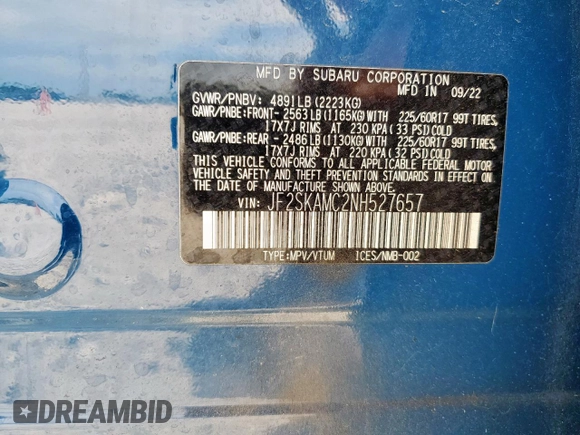 MFD BY SUBARU CORPORATION
MFD IN 09/22
GVWR/PNBV: 4891LB(2223KG)
GAWR/PNBE:FRONT- 2563LB(1165KG)WITH 225/60R17 99T TIRES,
17X7J RIMS AT 230 KPA(33 PSI)COLD
GAWR/PNBE:REAR - 2486LB(1130KG)WITH 225/60R17 99T TIRES,
17X7J RIMS AT 220 KPA(32 PSI)COLD
THIS VEHICLE CONFORMS TO ALL APPLICABLE FEDERAL MOTOR
VEHICLE SAFETY AND THEFT PREVENTION STANDARDS IN EFFECT
ON THE DATE OF MANUFACTURE SHOWN ABOVE.
VIN: JF2SKAMC2NH527657
TYPE:MPV/VTUM ICES/NMB-002
DREAMBID